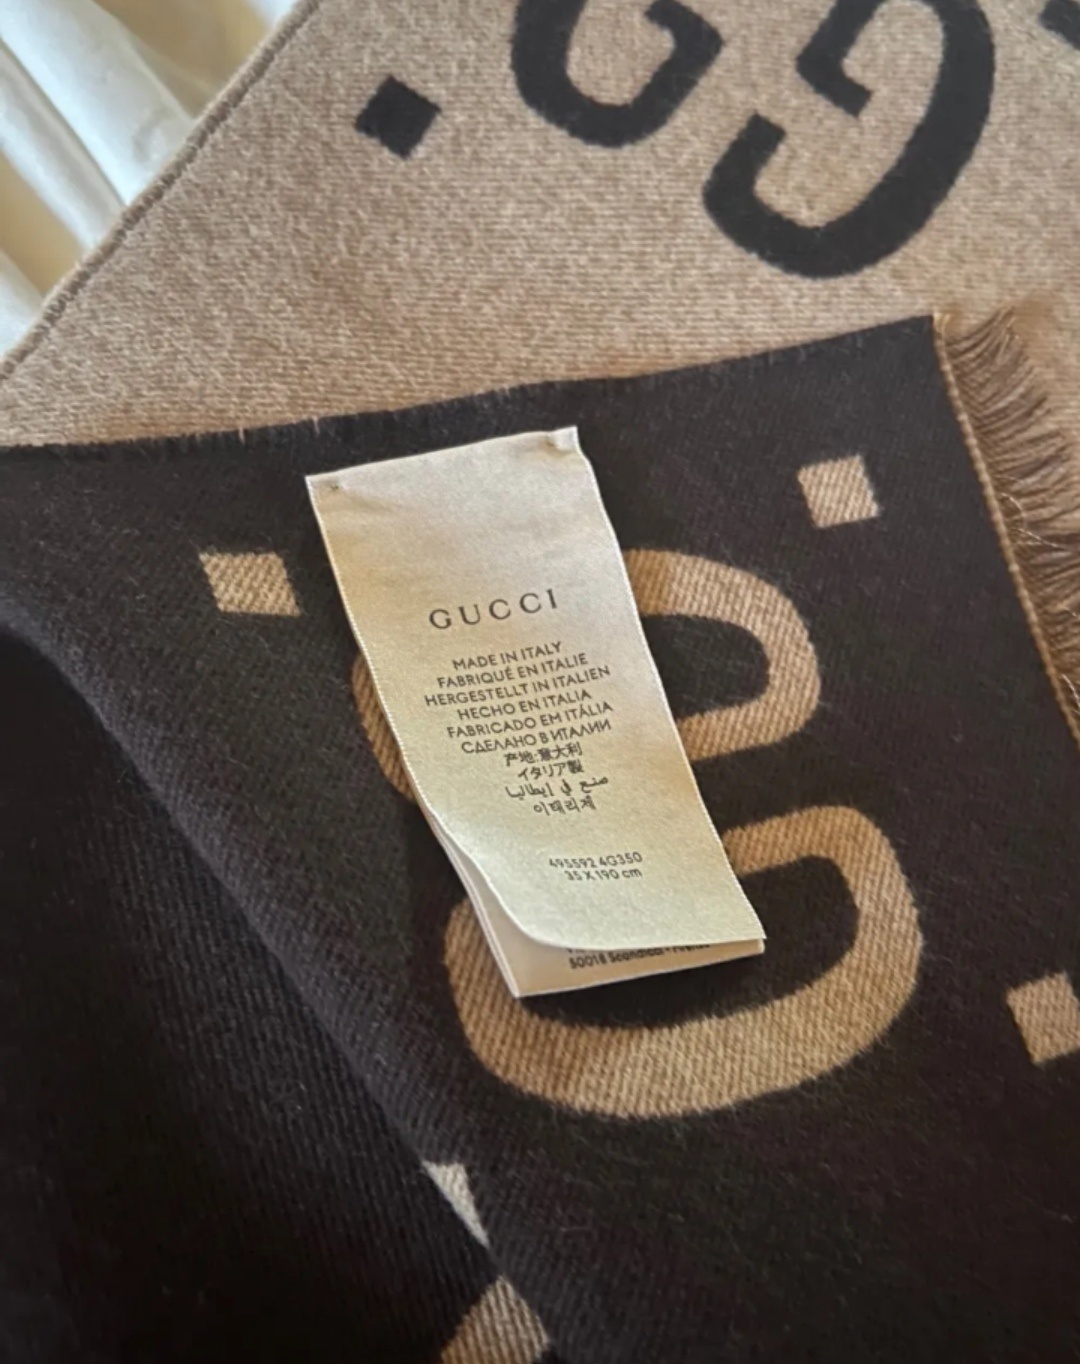 GUCCI
MADE IN ITALY
FABRIQUÉ EN ITALIE
HERGESTELLT IN ITALIEN
HECHO EN ITALIA
FABRICADO EM ITÁLIA
СДЕЛАНО В ИТАЛИИ
产地:意大利
イタリア製
صنع في إيطاليا
이태리제
495592 4G350
35 X 190 cm
50018 Scandicci